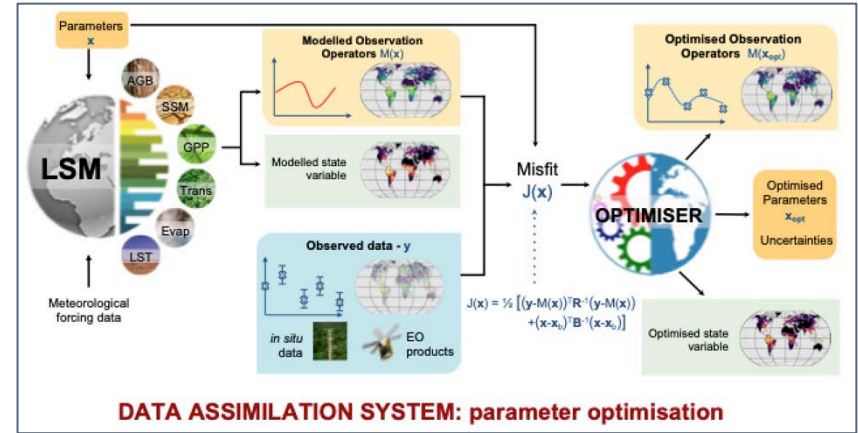 Parameters
x
AGB
SSM
GPP
Trans
Evap
LST
LSM
Meteorological
forcing data
Modelled Observation
Operators M(x)
Modelled state
variable
Observed data - y
in situ
data
EO
products
Misfit
J(x)
J(x) = ½ [(y-M(x))ᵀR⁻¹(y-M(x))
+(x-x_b)ᵀB⁻¹(x-x_b)]
OPTIMISER
Optimised Observation
Operators M(x_opt)
Optimised
Parameters
x_opt
Uncertainties
Optimised state
variable
DATA ASSIMILATION SYSTEM: parameter optimisation